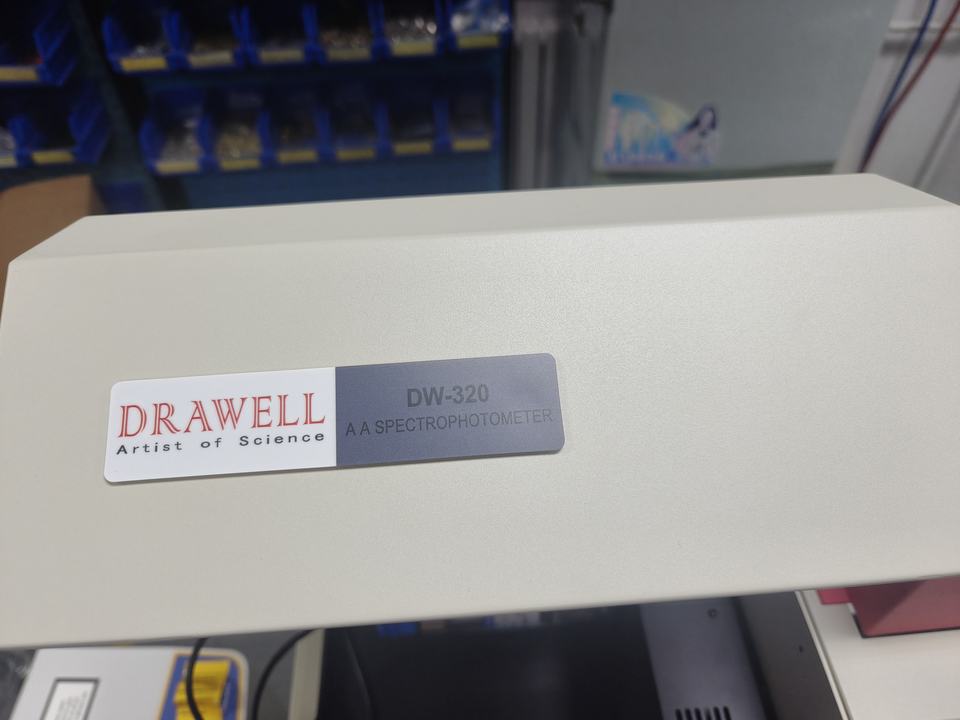 DRAWELL
Artist of Science
DW-320
A A SPECTROPHOTOMETER